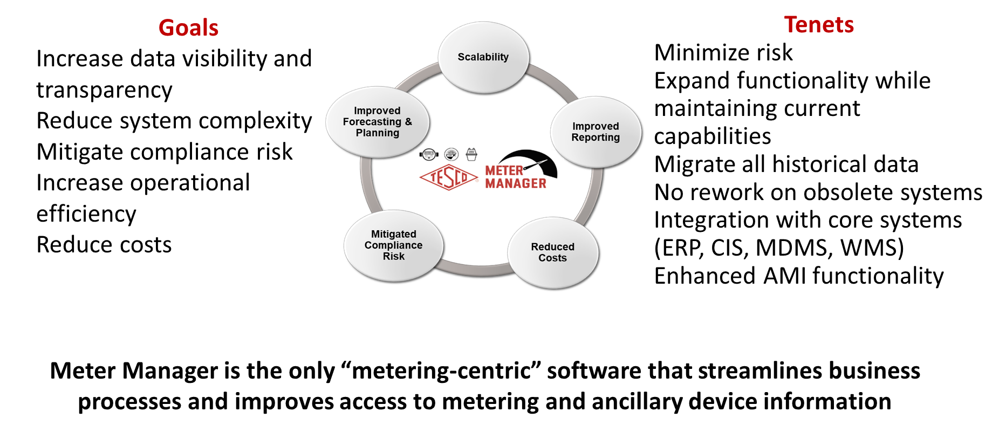 Goals
Increase data visibility and
transparency
Reduce system complexity
Mitigate compliance risk
Increase operational
efficiency
Reduce costs
Scalability
Improved
Forecasting &
Planning
Improved
Reporting
TESCO
METER
MANAGER
Mitigated
Compliance
Risk
Reduced
Costs
Tenets
Minimize risk
Expand functionality while
maintaining current
capabilities
Migrate all historical data
No rework on obsolete systems
Integration with core systems
(ERP, CIS, MDMS, WMS)
Enhanced AMI functionality
Meter Manager is the only “metering-centric” software that streamlines business
processes and improves access to metering and ancillary device information